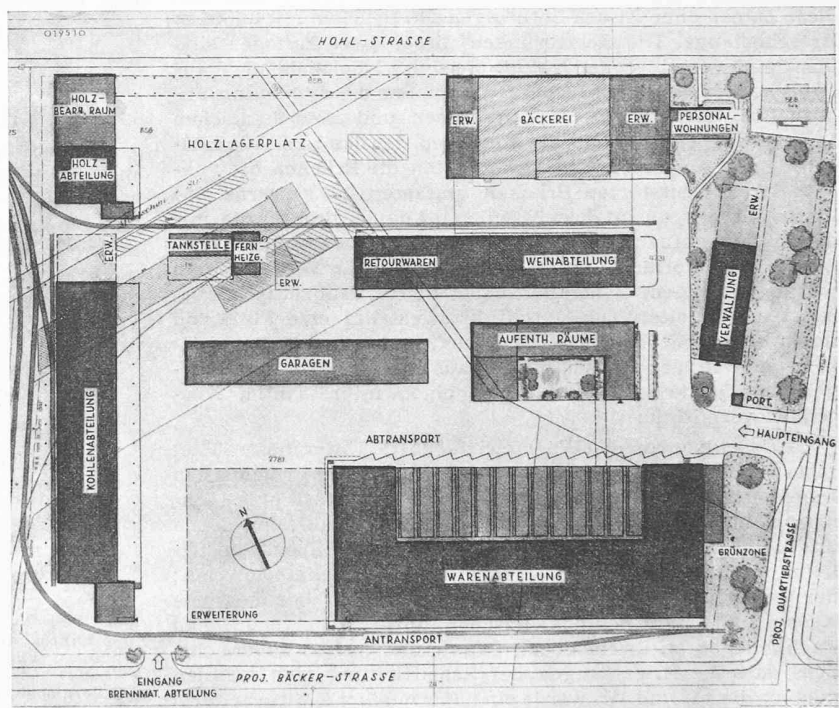 019510
HOHL-STRASSE
HOLZ-
BEARB. RAUM
HOLZ-
ABTEILUNG
HOLZLAGERPLATZ
ERW.
BÄCKEREI
ERW.
PERSONAL-
WOHNUNGEN
ERW.
TANKSTELLE
FERN-
HEIZG.
ERW.
RETOURWAREN
WEINABTEILUNG
ERW.
VERWALTUNG
AUFENTH. RÄUME
GARAGEN
PORT.
HAUPTEINGANG
KOHLENABTEILUNG
ABTRANSPORT
7783
N
WARENABTEILUNG
GRÜNZONE
PROJ. QUARTIERSTRASSE
ERWEITERUNG
ANTRANSPORT
EINGANG
BRENNMAT. ABTEILUNG
PROJ. BÄCKER-STRASSE